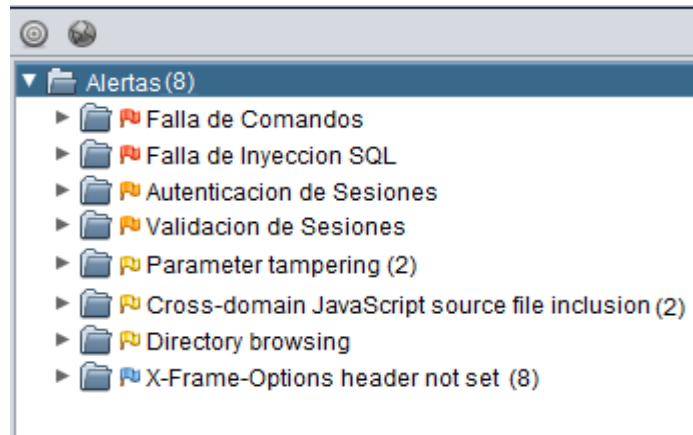 Alertas (8)
Falla de Comandos
Falla de Inyeccion SQL
Autenticacion de Sesiones
Validacion de Sesiones
Parameter tampering (2)
Cross-domain JavaScript source file inclusion (2)
Directory browsing
X-Frame-Options header not set (8)